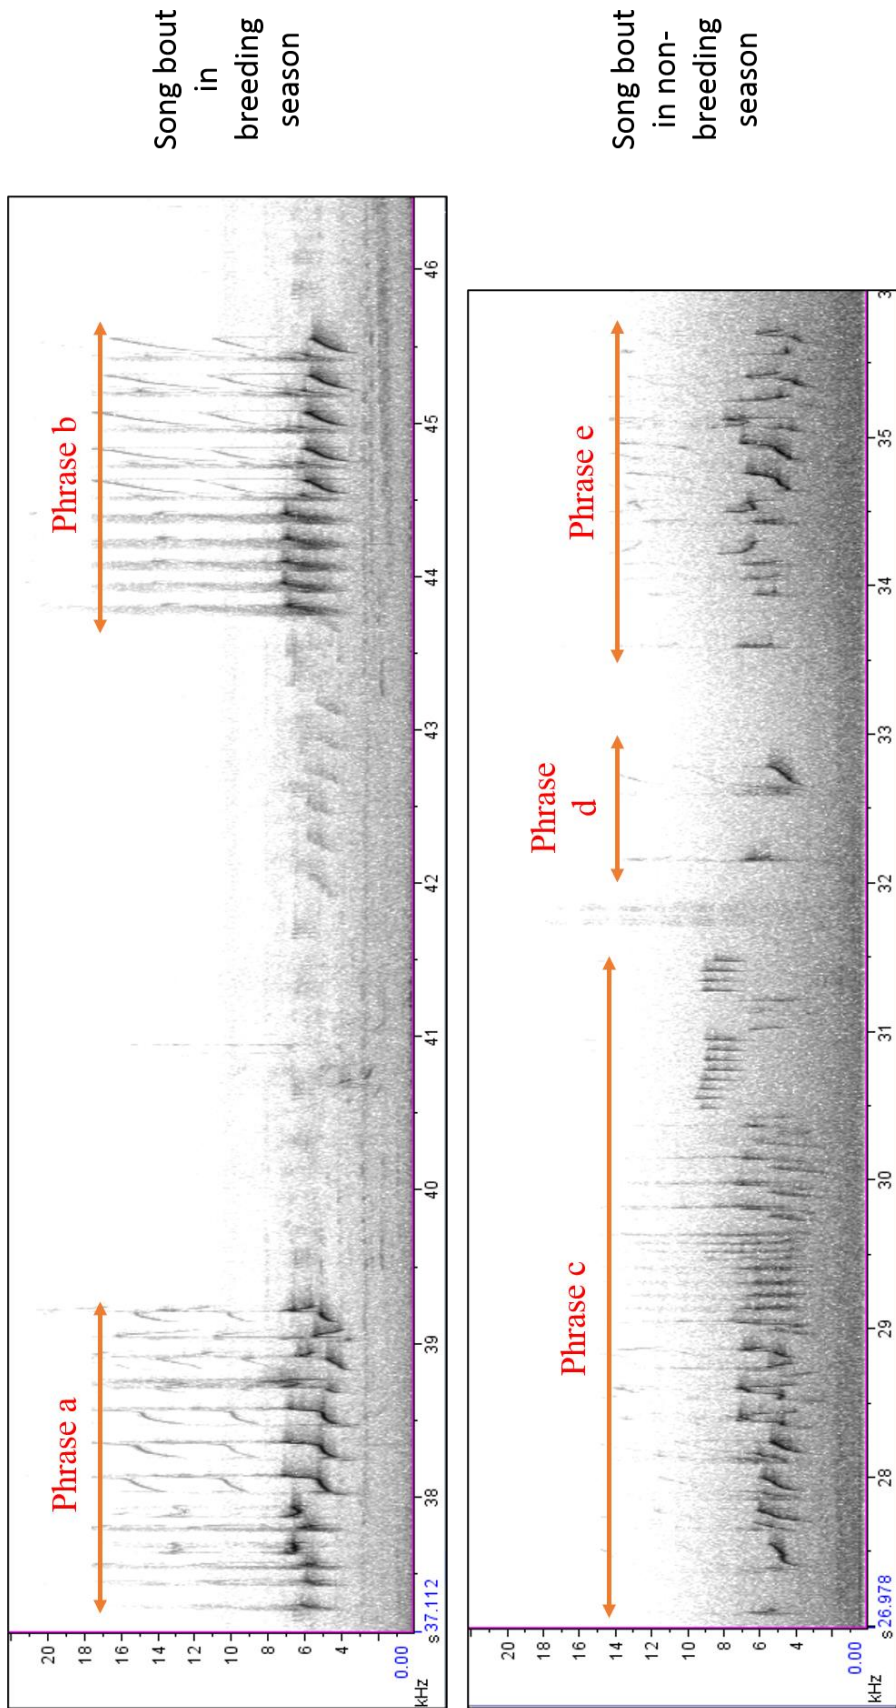 Song bout
in
breeding
season
Phrase a
Phrase b
20
18
16
14
12
10
8
6
4
0.00
kHz
s 37.112 38 39 40 41 42 43 44 45 46
Song bout
in non-
breeding
season
Phrase c
Phrase
d
Phrase e
20
18
16
14
12
10
8
6
4
0.00
kHz
s 26.978 28 29 30 31 32 33 34 35 3